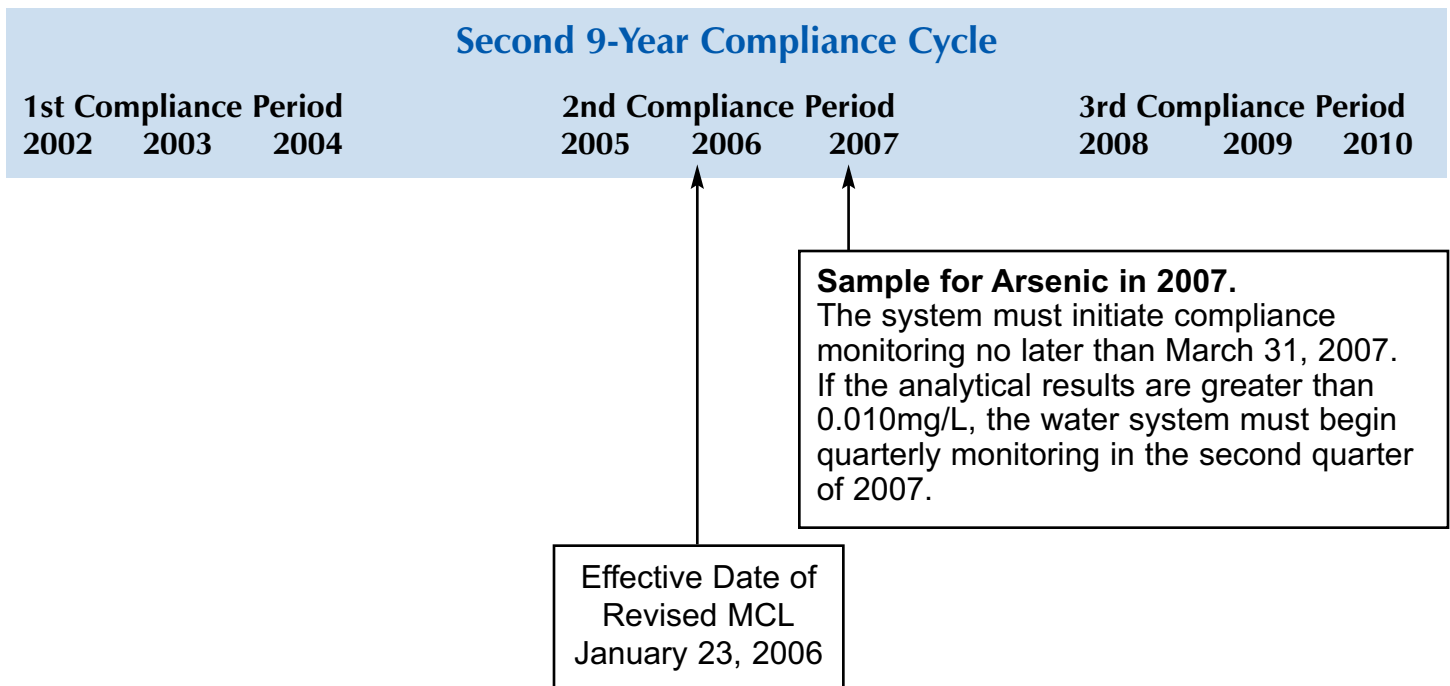 Second 9-Year Compliance Cycle
1st Compliance Period
2002 2003 2004
2nd Compliance Period
2005 2006 2007
3rd Compliance Period
2008 2009 2010
Sample for Arsenic in 2007.
The system must initiate compliance
monitoring no later than March 31, 2007.
If the analytical results are greater than
0.010mg/L, the water system must begin
quarterly monitoring in the second quarter
of 2007.
Effective Date of
Revised MCL
January 23, 2006